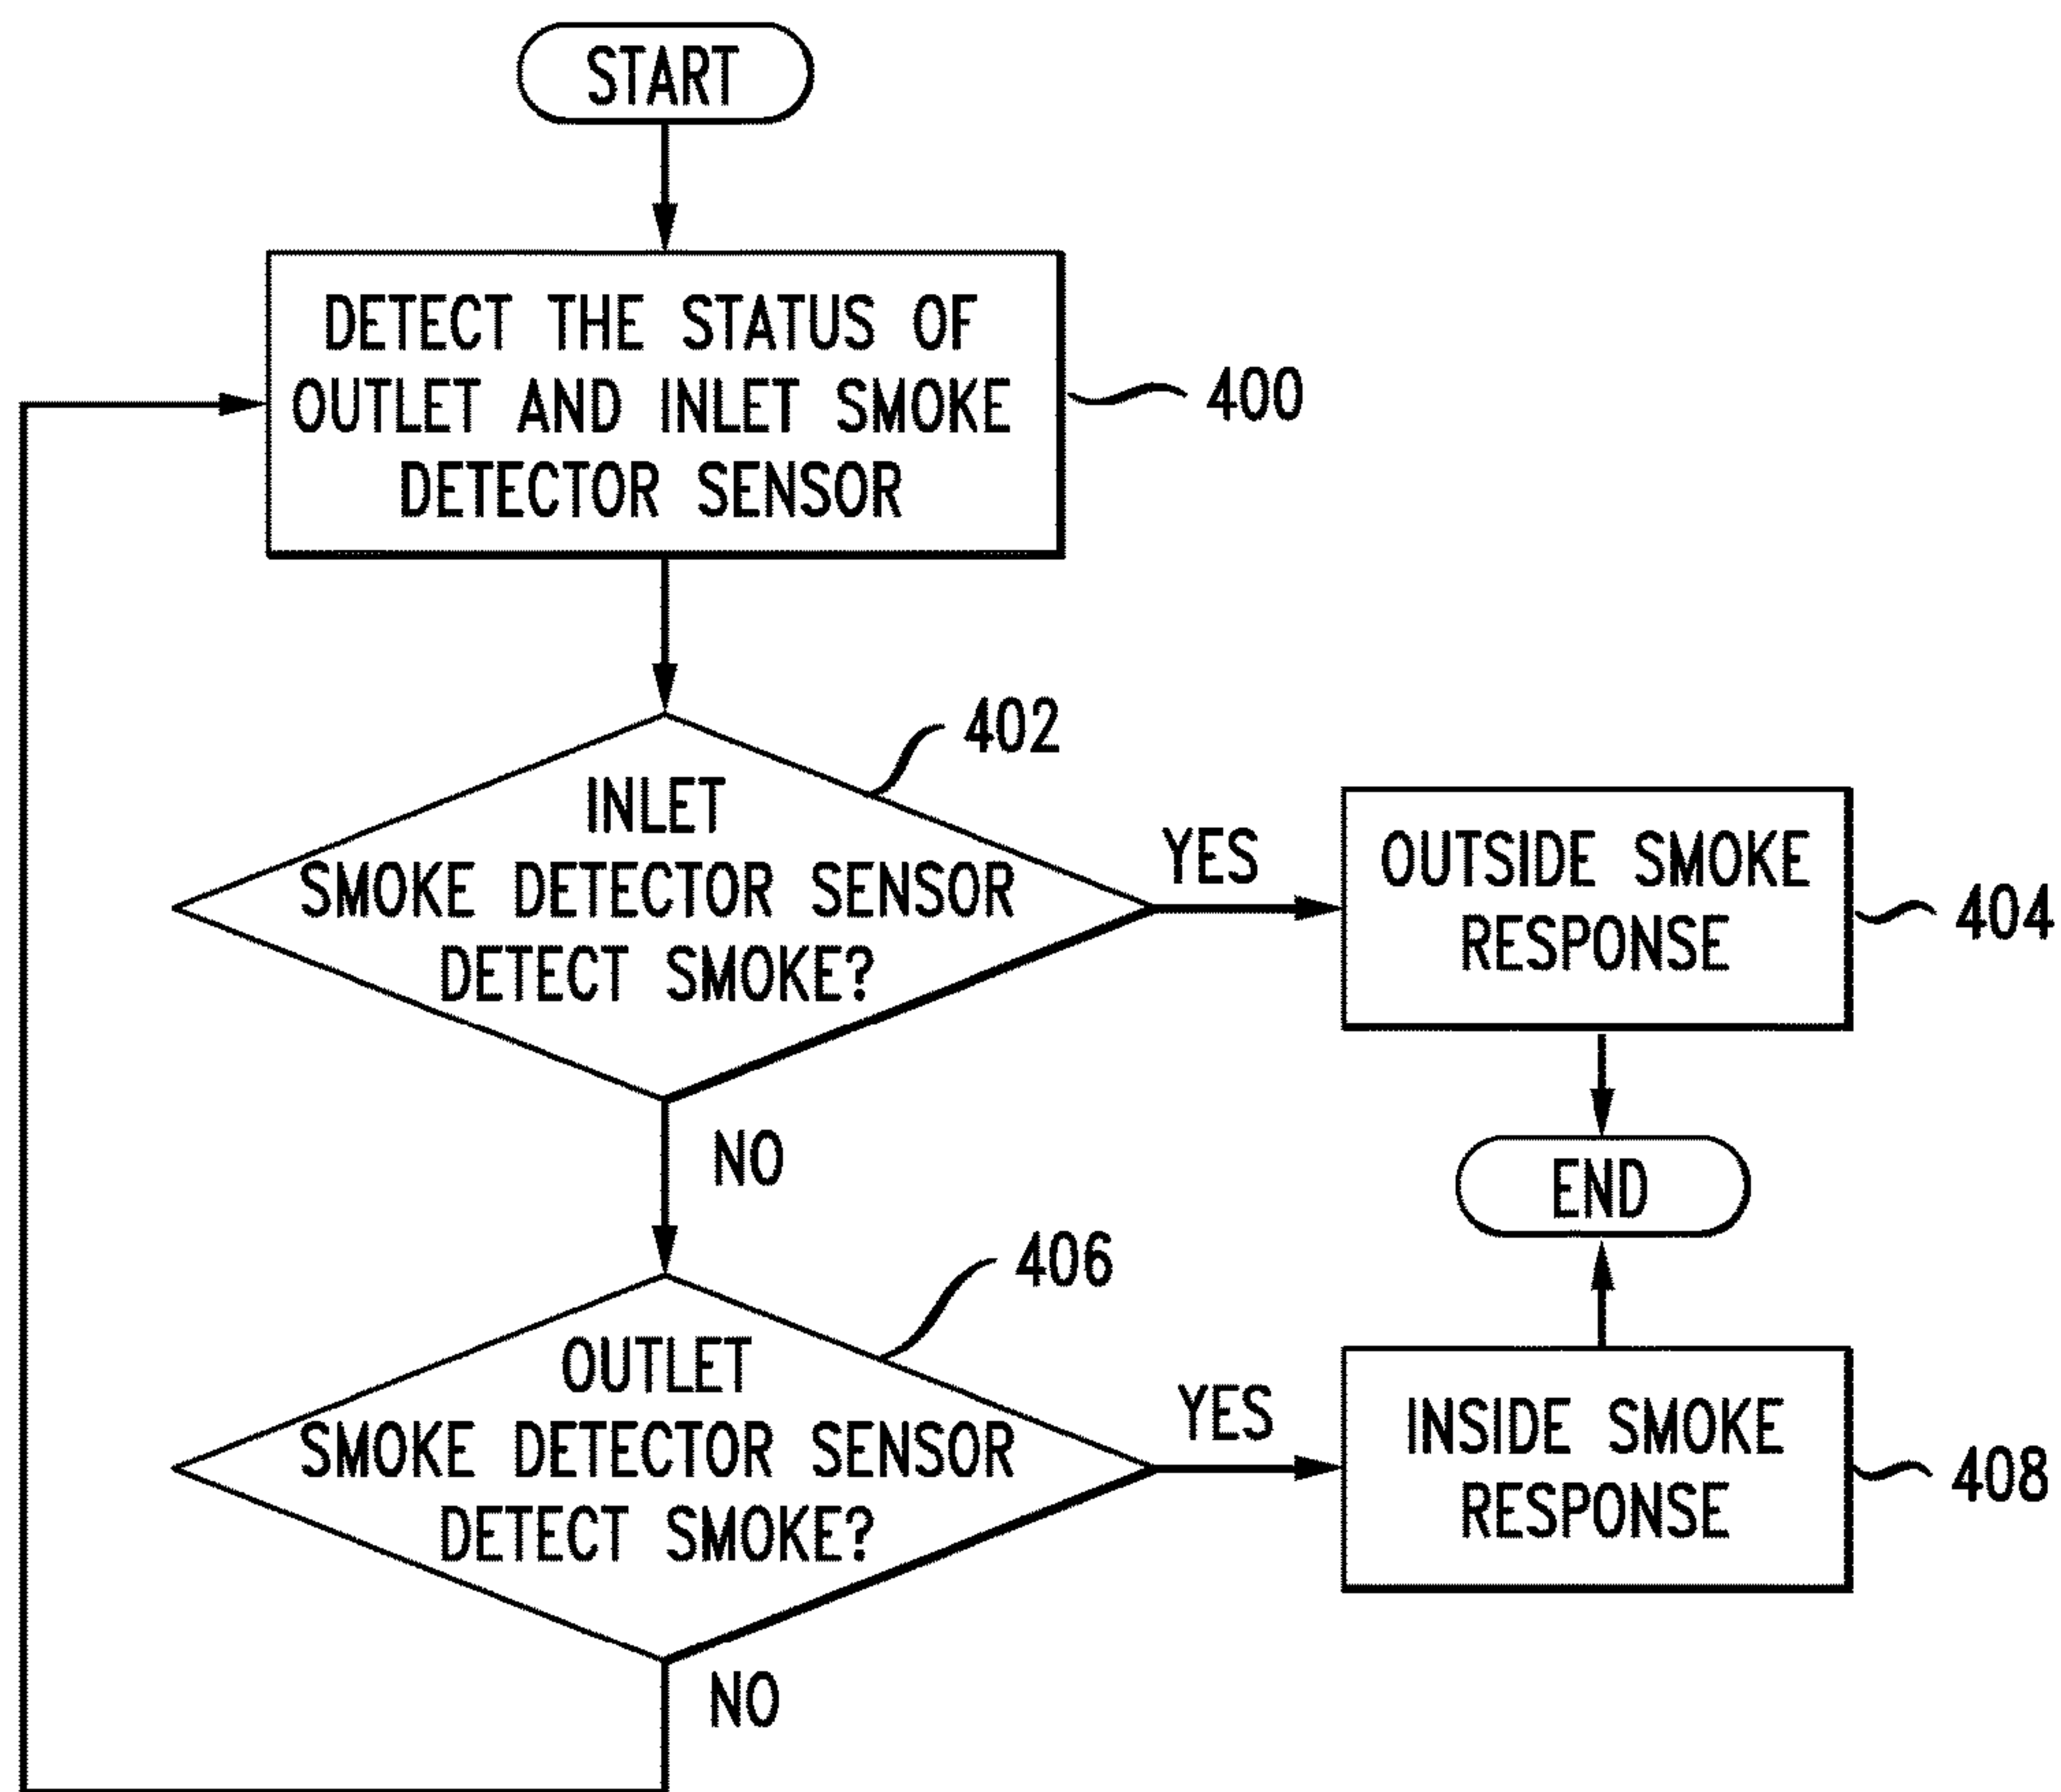 START
DETECT THE STATUS OF
OUTLET AND INLET SMOKE
DETECTOR SENSOR
400
402
INLET
SMOKE DETECTOR SENSOR
DETECT SMOKE?
YES
OUTSIDE SMOKE
RESPONSE
404
NO
END
406
OUTLET
SMOKE DETECTOR SENSOR
DETECT SMOKE?
YES
INSIDE SMOKE
RESPONSE
408
NO